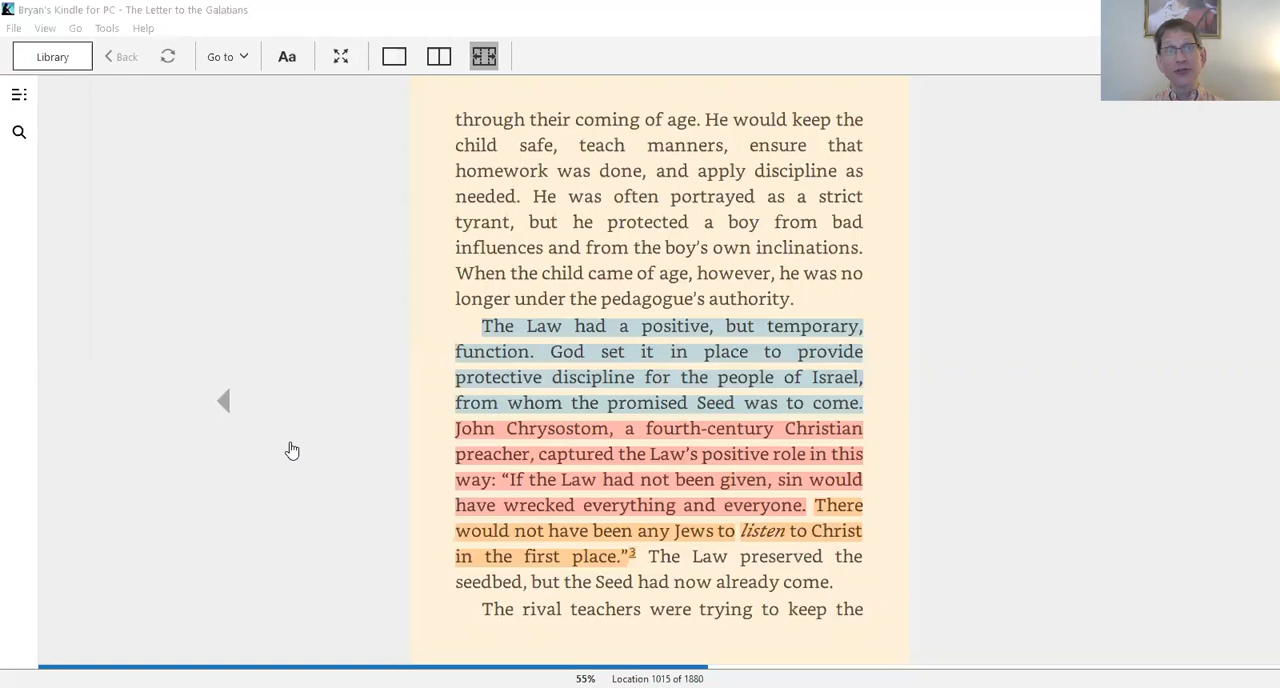 Bryan's Kindle for PC - The Letter to the Galatians
File View Go Tools Help
Library Back Go to Aa
through their coming of age. He would keep the
child safe, teach manners, ensure that
homework was done, and apply discipline as
needed. He was often portrayed as a strict
tyrant, but he protected a boy from bad
influences and from the boy's own inclinations.
When the child came of age, however, he was no
longer under the pedagogue's authority.
The Law had a positive, but temporary,
function. God set it in place to provide
protective discipline for the people of Israel,
from whom the promised Seed was to come.
John Chrysostom, a fourth-century Christian
preacher, captured the Law's positive role in this
way: “If the Law had not been given, sin would
have wrecked everything and everyone. There
would not have been any Jews to listen to Christ
in the first place.”3 The Law preserved the
seedbed, but the Seed had now already come.
The rival teachers were trying to keep the
55% Location 1015 of 1880